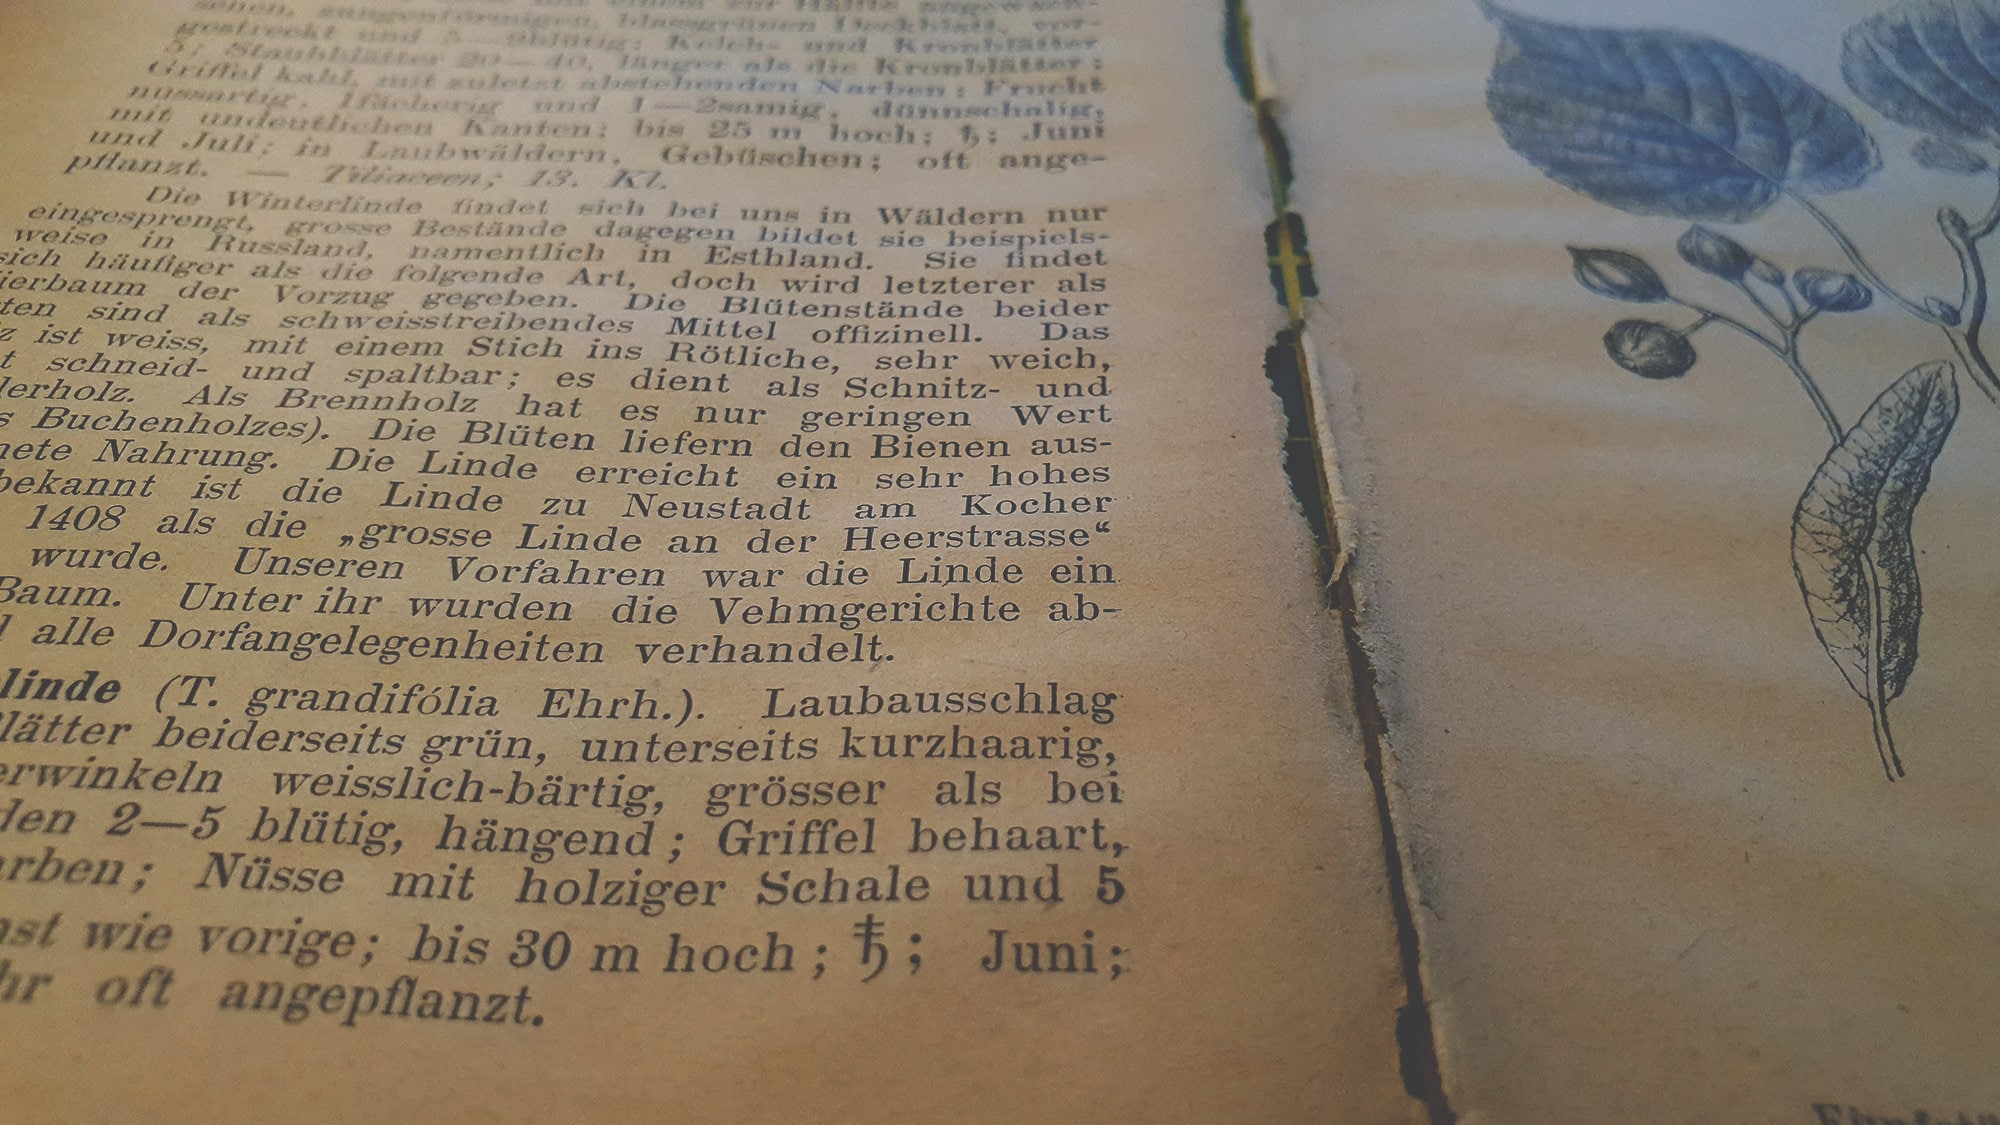 gestreckt und 5—9blütig; Kelch- und Kronblätter
5; Staubblätter 20—40, länger als die Kronblätter;
Griffel kahl, mit zuletzt abstehenden Narben; Frucht
nussartig, 1fächerig und 1—2samig, dünnschalig,
mit undeutlichen Kanten; bis 25 m hoch; ♄; Juni
und Juli; in Laubwäldern, Gebüschen; oft ange-
pflanzt. — Tiliaceen; 13. Kl.
Die Winterlinde findet sich bei uns in Wäldern nur
eingesprengt, grosse Bestände dagegen bildet sie beispiels-
weise in Russland, namentlich in Esthland. Sie findet
sich häufiger als die folgende Art, doch wird letzterer als
ierbaum der Vorzug gegeben. Die Blütenstände beider
ten sind als schweisstreibendes Mittel offizinell. Das
z ist weiss, mit einem Stich ins Rötliche, sehr weich,
t schneid- und spaltbar; es dient als Schnitz- und
lerholz. Als Brennholz hat es nur geringen Wert
s Buchenholzes). Die Blüten liefern den Bienen aus-
nete Nahrung. Die Linde erreicht ein sehr hohes
bekannt ist die Linde zu Neustadt am Kocher
1408 als die „grosse Linde an der Heerstrasse“
wurde. Unseren Vorfahren war die Linde ein
Baum. Unter ihr wurden die Vehmgerichte ab-
alle Dorfangelegenheiten verhandelt.
linde (T. grandifólia Ehrh.). Laubausschlag
lätter beiderseits grün, unterseits kurzhaarig,
erwinkeln weisslich-bärtig, grösser als bei
den 2—5 blütig, hängend; Griffel behaart,
arben; Nüsse mit holziger Schale und 5
nst wie vorige; bis 30 m hoch; ♄; Juni;
hr oft angepflanzt.